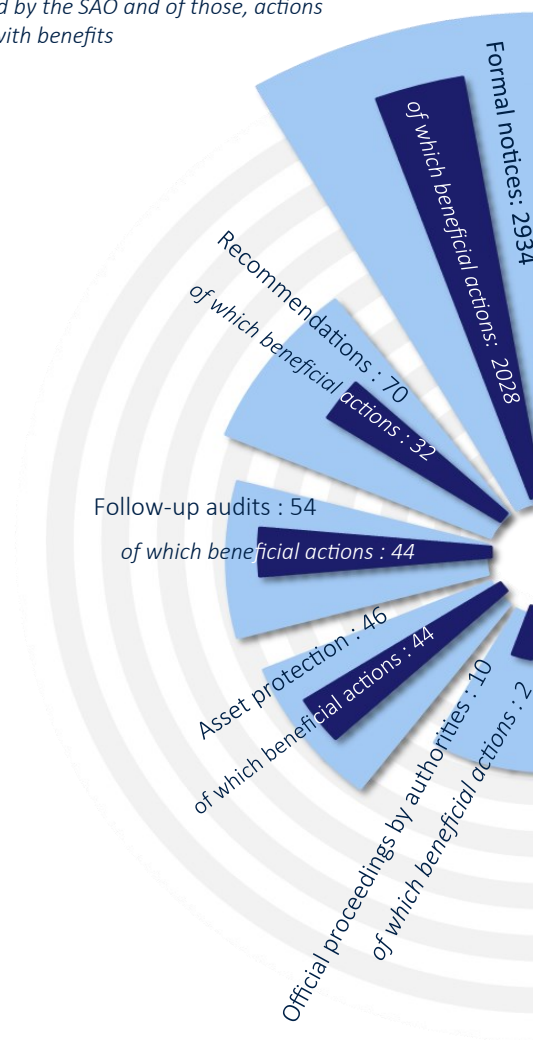 d by the SAO and of those, actions
with benefits
Formal notices: 2934
of which beneficial actions: 2028
Recommendations : 70
of which beneficial actions : 32
Follow-up audits : 54
of which beneficial actions : 44
Asset protection : 46
of which beneficial actions : 44
Official proceedings by authorities : 10
of which beneficial actions : 2